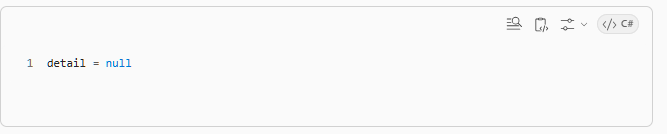 </> C#
1 detail = null